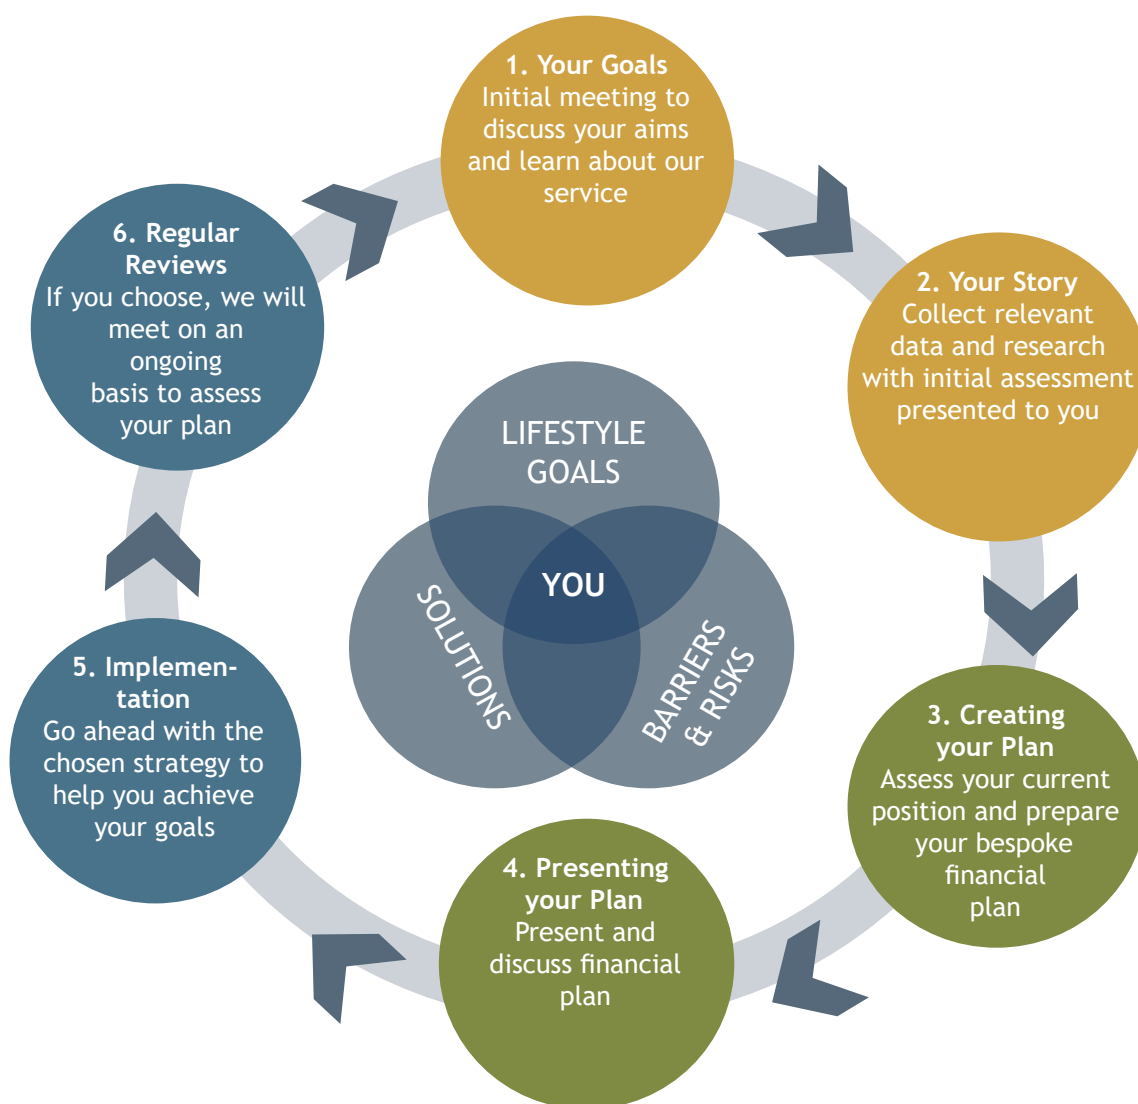 1. Your Goals
Initial meeting to
discuss your aims
and learn about our
service
2. Your Story
Collect relevant
data and research
with initial assessment
presented to you
3. Creating
your Plan
Assess your current
position and prepare
your bespoke
financial
plan
4. Presenting
your Plan
Present and
discuss financial
plan
5. Implemen-
tation
Go ahead with the
chosen strategy to
help you achieve
your goals
6. Regular
Reviews
If you choose, we will
meet on an
ongoing
basis to assess
your plan
LIFESTYLE
GOALS
YOU
SOLUTIONS
BARRIERS
& RISKS